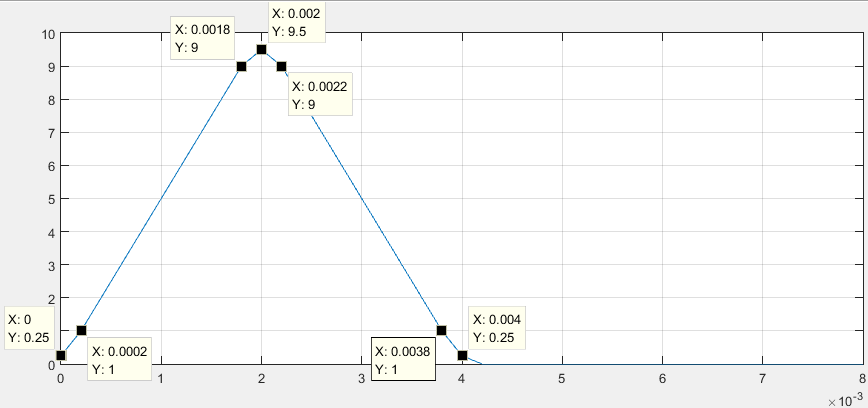 X: 0.002
Y: 9.5
X: 0.0018
Y: 9
X: 0.0022
Y: 9
10
9
8
7
6
5
4
3
2
0
X: 0
Y: 0.25
X: 0.0002
Y: 1
X: 0.0038
Y: 1
X: 0.004
Y: 0.25
0 1 2 3 4 5 6 7 8
×10-3